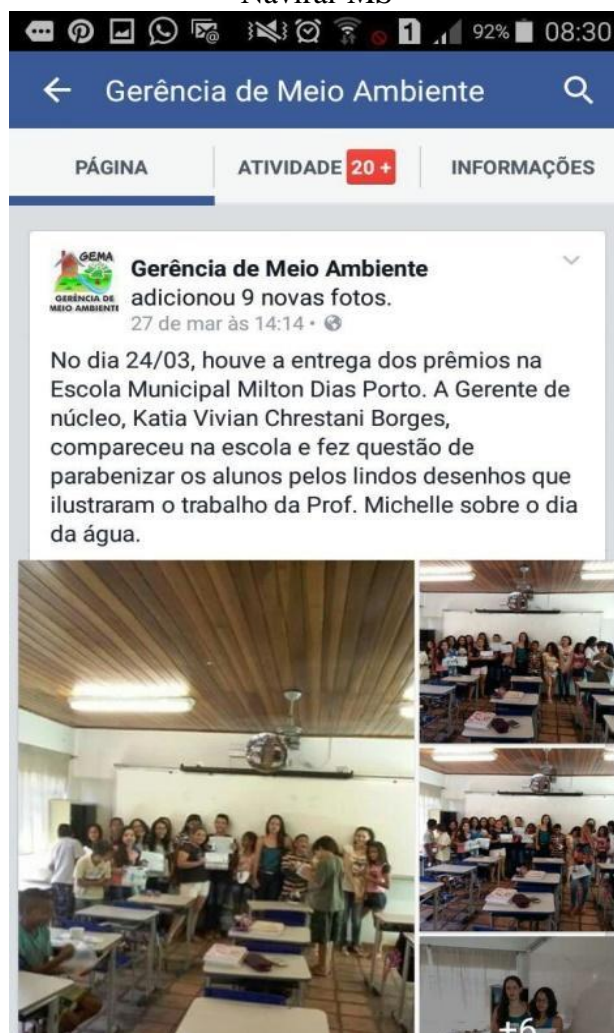 Naviraí-MS
1 92% 08:30
Gerência de Meio Ambiente
PÁGINA
ATIVIDADE 20 +
INFORMAÇÕES
GEMA
GERÊNCIA DE
MEIO AMBIENTE
Gerência de Meio Ambiente
adicionou 9 novas fotos.
27 de mar às 14:14 •
No dia 24/03, houve a entrega dos prêmios na
Escola Municipal Milton Dias Porto. A Gerente de
núcleo, Katia Vivian Chrestani Borges,
compareceu na escola e fez questão de
parabenizar os alunos pelos lindos desenhos que
ilustraram o trabalho da Prof. Michelle sobre o dia
da água.
+6